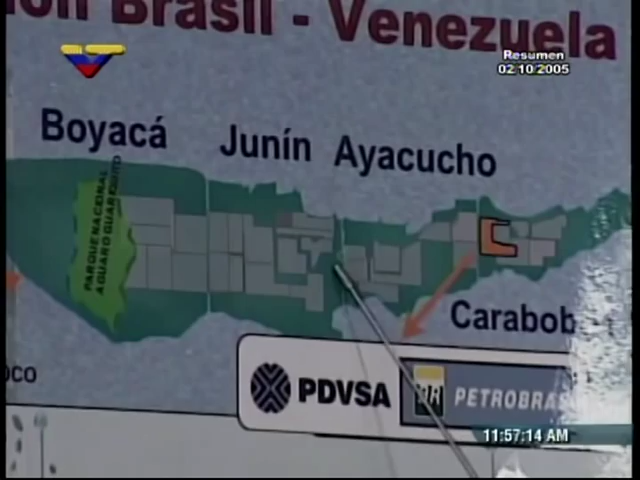 ión Brasil - Venezuela
Resumen
02/10/2005
Boyacá Junín Ayacucho
PARQUE NACIONAL
AGUARO GUARIQUITO
Carabob
oco
PDVSA PETROBRAS
11:57:14 AM